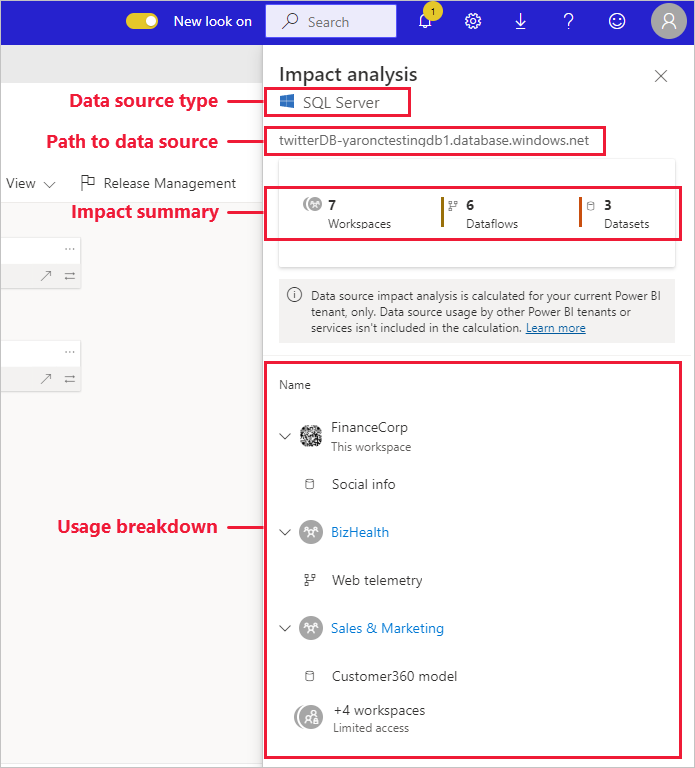 New look on
Search
1
Impact analysis
Data source type
SQL Server
Path to data source
twitterDB-yaronctestingdb1.database.windows.net
View
Release Management
Impact summary
7
Workspaces
6
Dataflows
3
Datasets
Data source impact analysis is calculated for your current Power BI
tenant, only. Data source usage by other Power BI tenants or
services isn't included in the calculation. Learn more
Name
FinanceCorp
This workspace
Social info
Usage breakdown
BizHealth
Web telemetry
Sales & Marketing
Customer360 model
+4 workspaces
Limited access